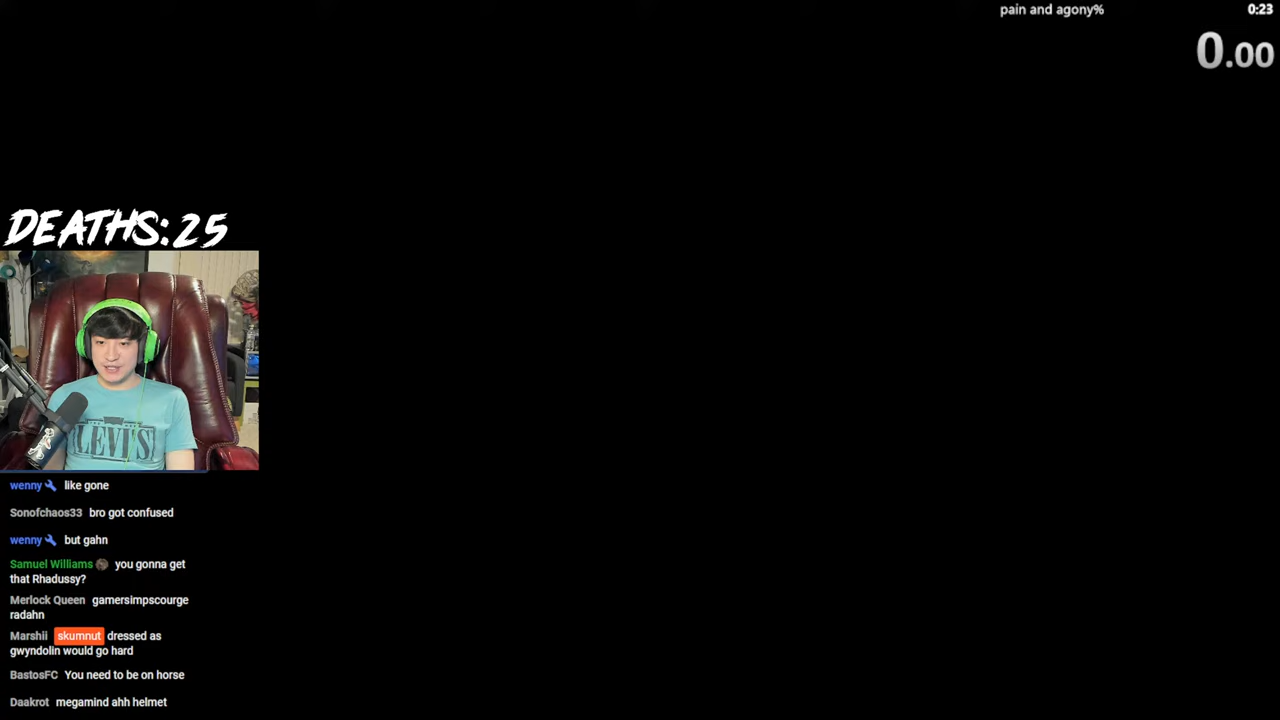 pain and agony%
0:23
0.00
DEATHS:25
LEVI'S
wenny like gone
Sonofchaos33 bro got confused
wenny but gahn
Samuel Williams you gonna get
that Rhadussy?
Merlock Queen gamersimpscourge
radahn
Marshii skumnut dressed as
gwyndolin would go hard
BastosFC You need to be on horse
Daakrot megamind ahh helmet